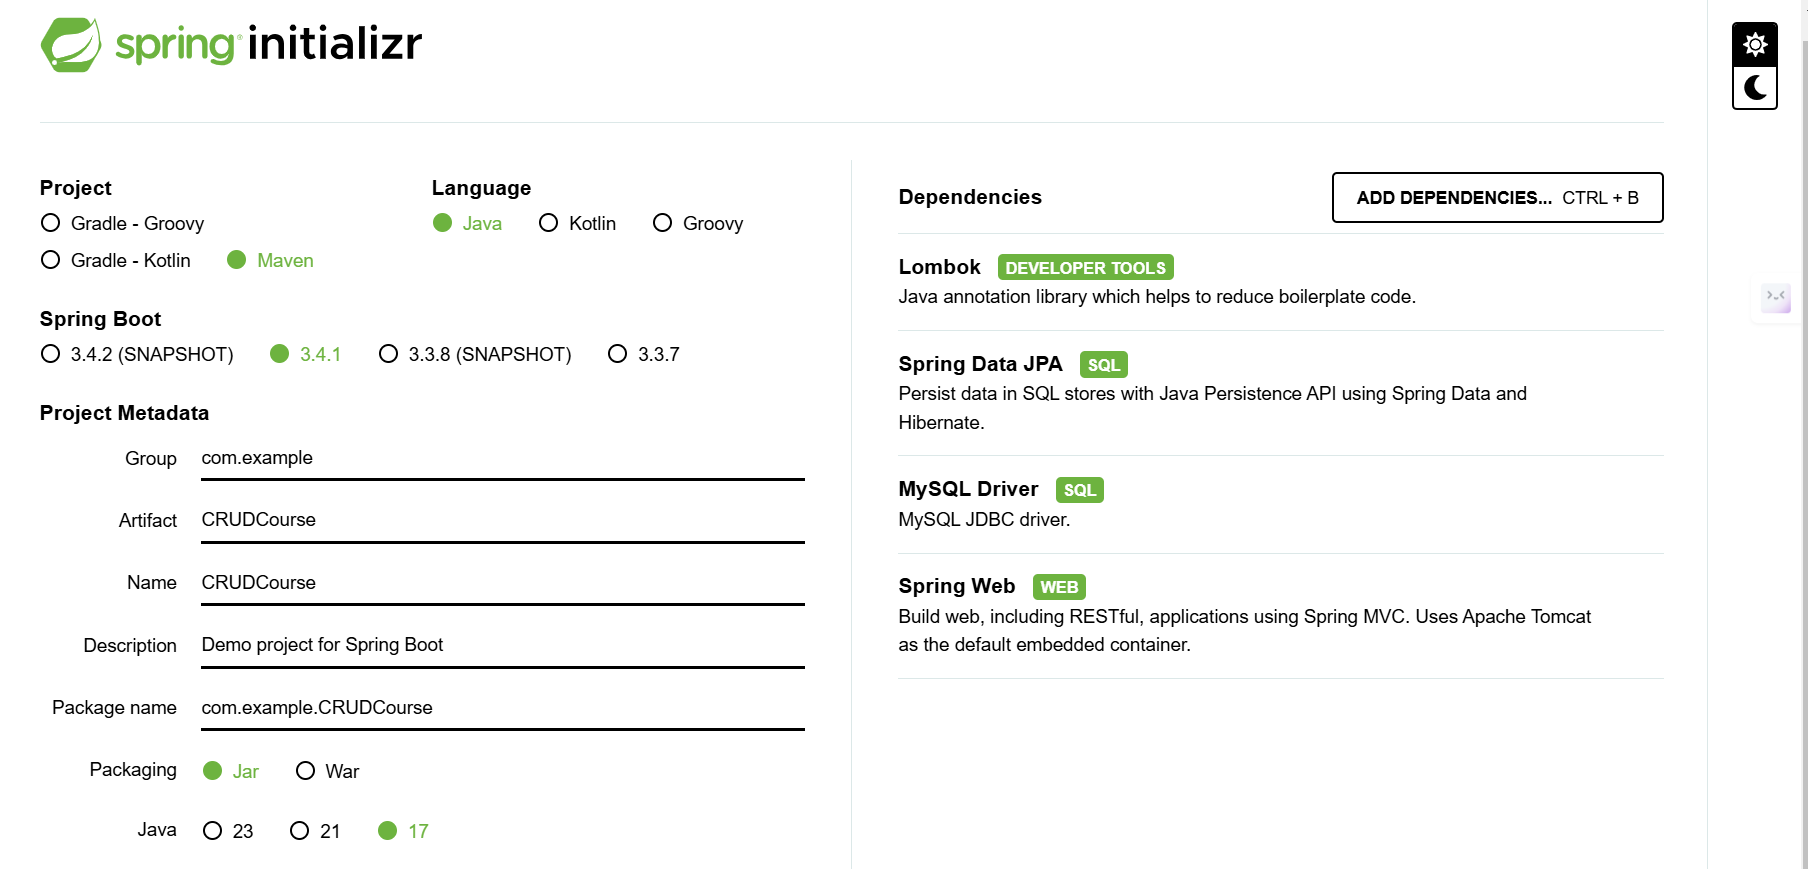 spring initializr
Project
Gradle - Groovy
Gradle - Kotlin Maven
Language
Java Kotlin Groovy
Spring Boot
3.4.2 (SNAPSHOT) 3.4.1 3.3.8 (SNAPSHOT) 3.3.7
Project Metadata
Group com.example
Artifact CRUDCourse
Name CRUDCourse
Description Demo project for Spring Boot
Package name com.example.CRUDCourse
Packaging Jar War
Java 23 21 17
Dependencies
ADD DEPENDENCIES... CTRL + B
Lombok DEVELOPER TOOLS
Java annotation library which helps to reduce boilerplate code.
Spring Data JPA SQL
Persist data in SQL stores with Java Persistence API using Spring Data and
Hibernate.
MySQL Driver SQL
MySQL JDBC driver.
Spring Web WEB
Build web, including RESTful, applications using Spring MVC. Uses Apache Tomcat
as the default embedded container.